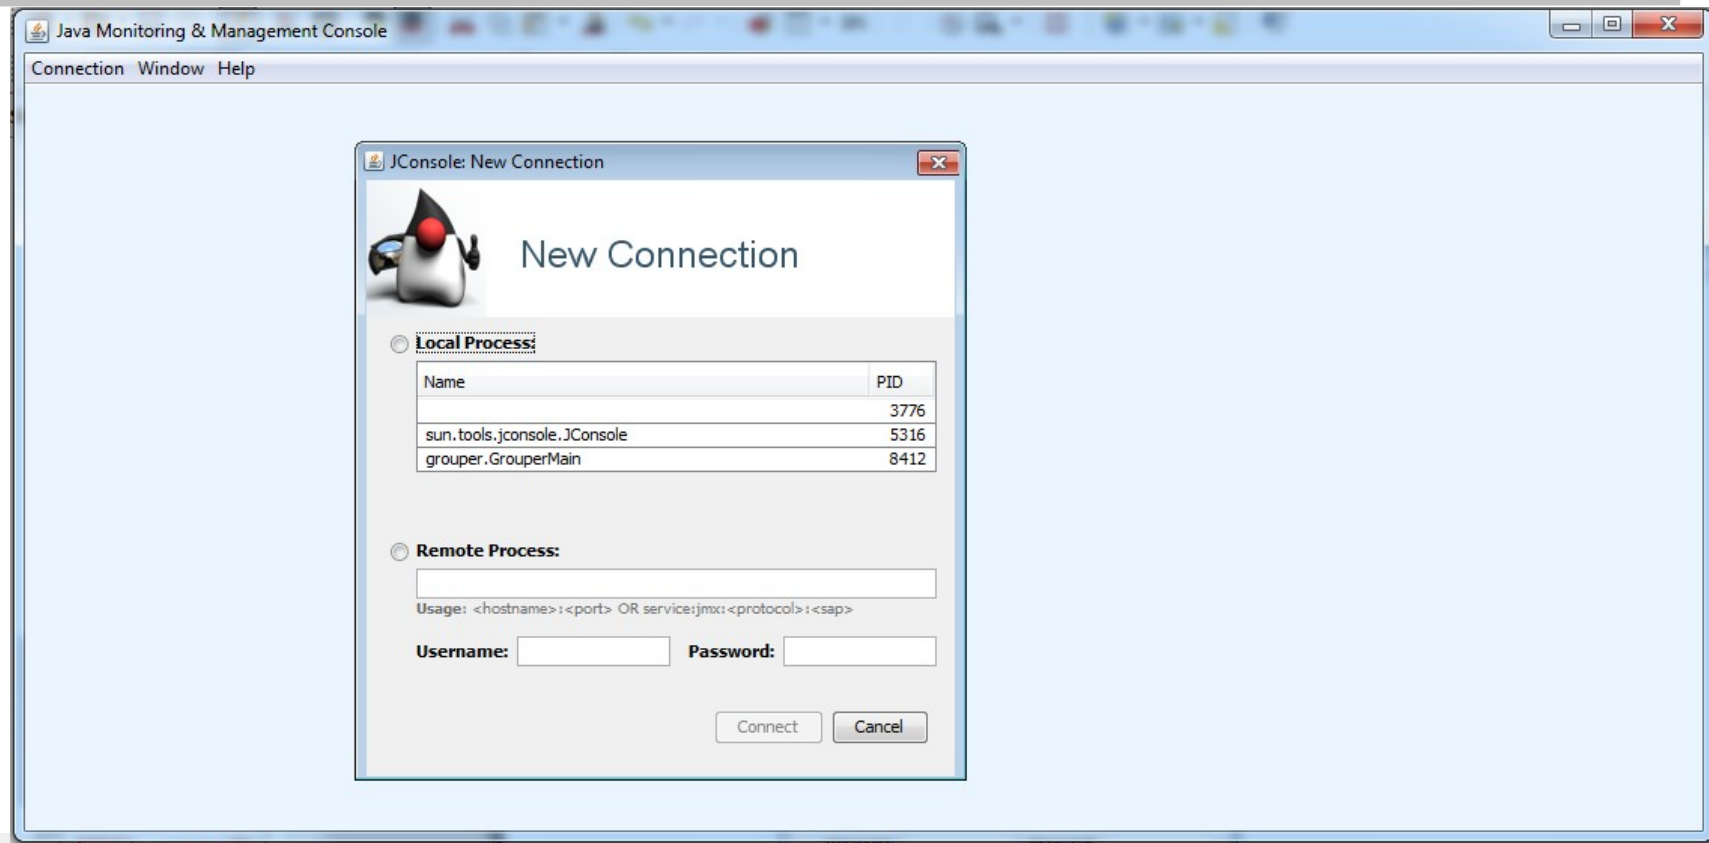 Java Monitoring & Management Console
Connection Window Help
JConsole: New Connection
New Connection
Local Process:
Name PID
3776
sun.tools.jconsole.JConsole 5316
grouper.GrouperMain 8412
Remote Process:
Usage: <hostname>:<port> OR service:jmx:<protocol>:<sap>
Username: Password:
Connect Cancel